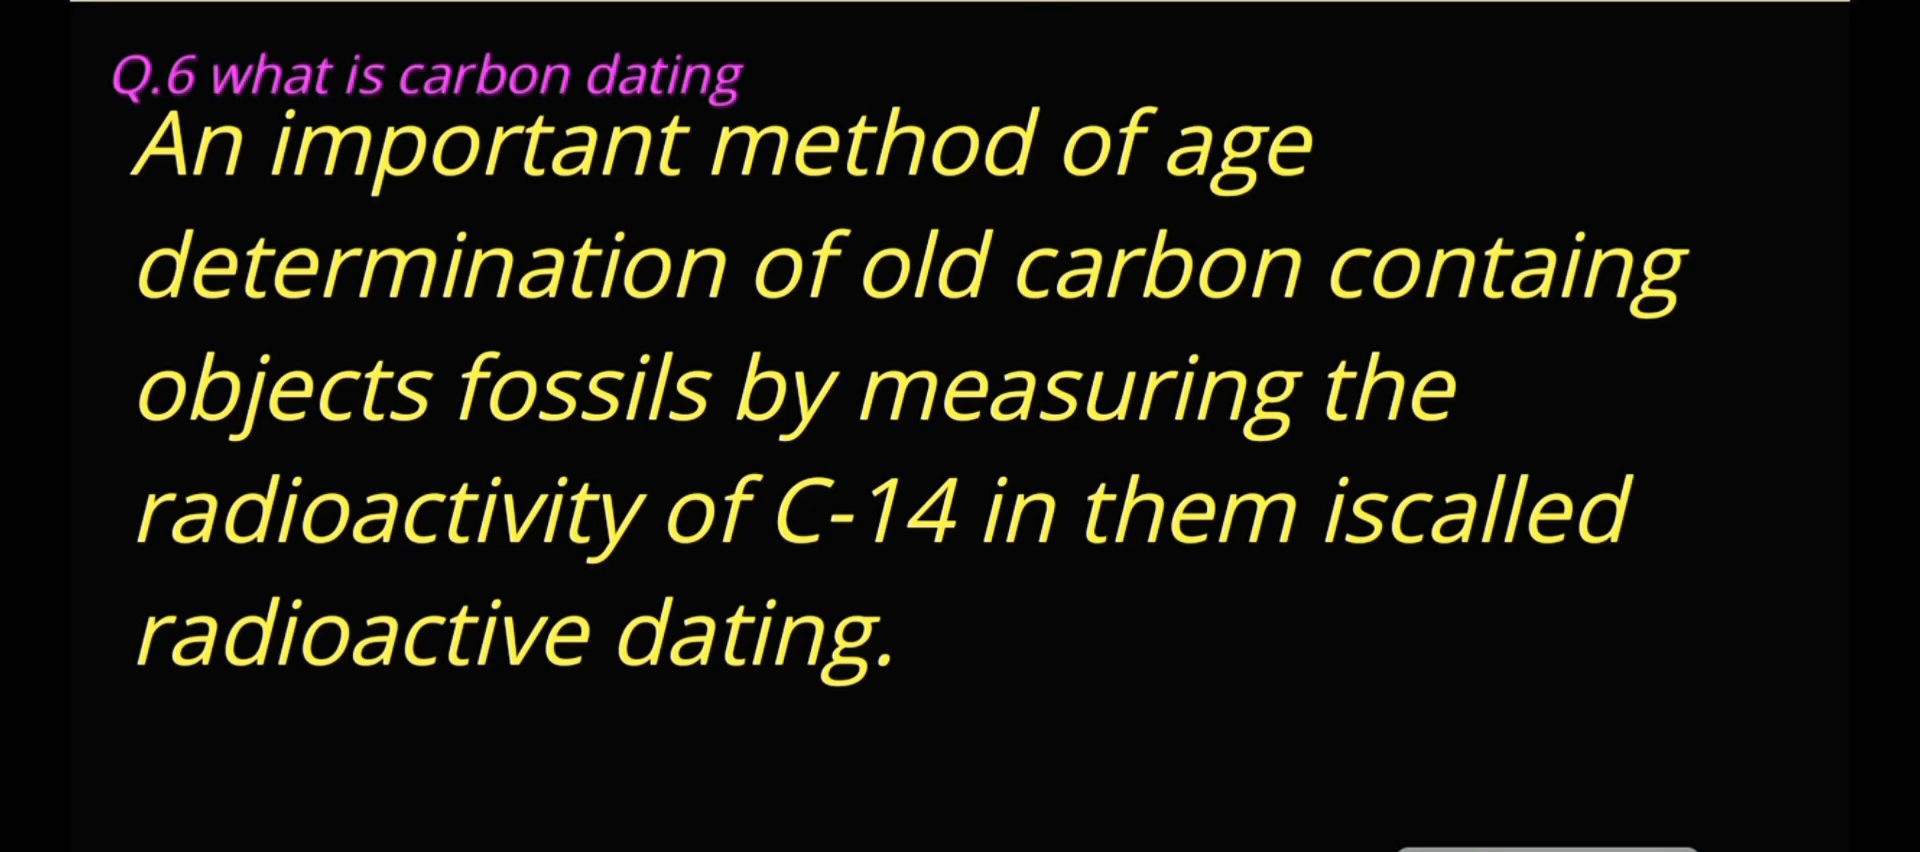 Q.6 what is carbon dating
An important method of age
determination of old carbon containg
objects fossils by measuring the
radioactivity of C-14 in them iscalled
radioactive dating.